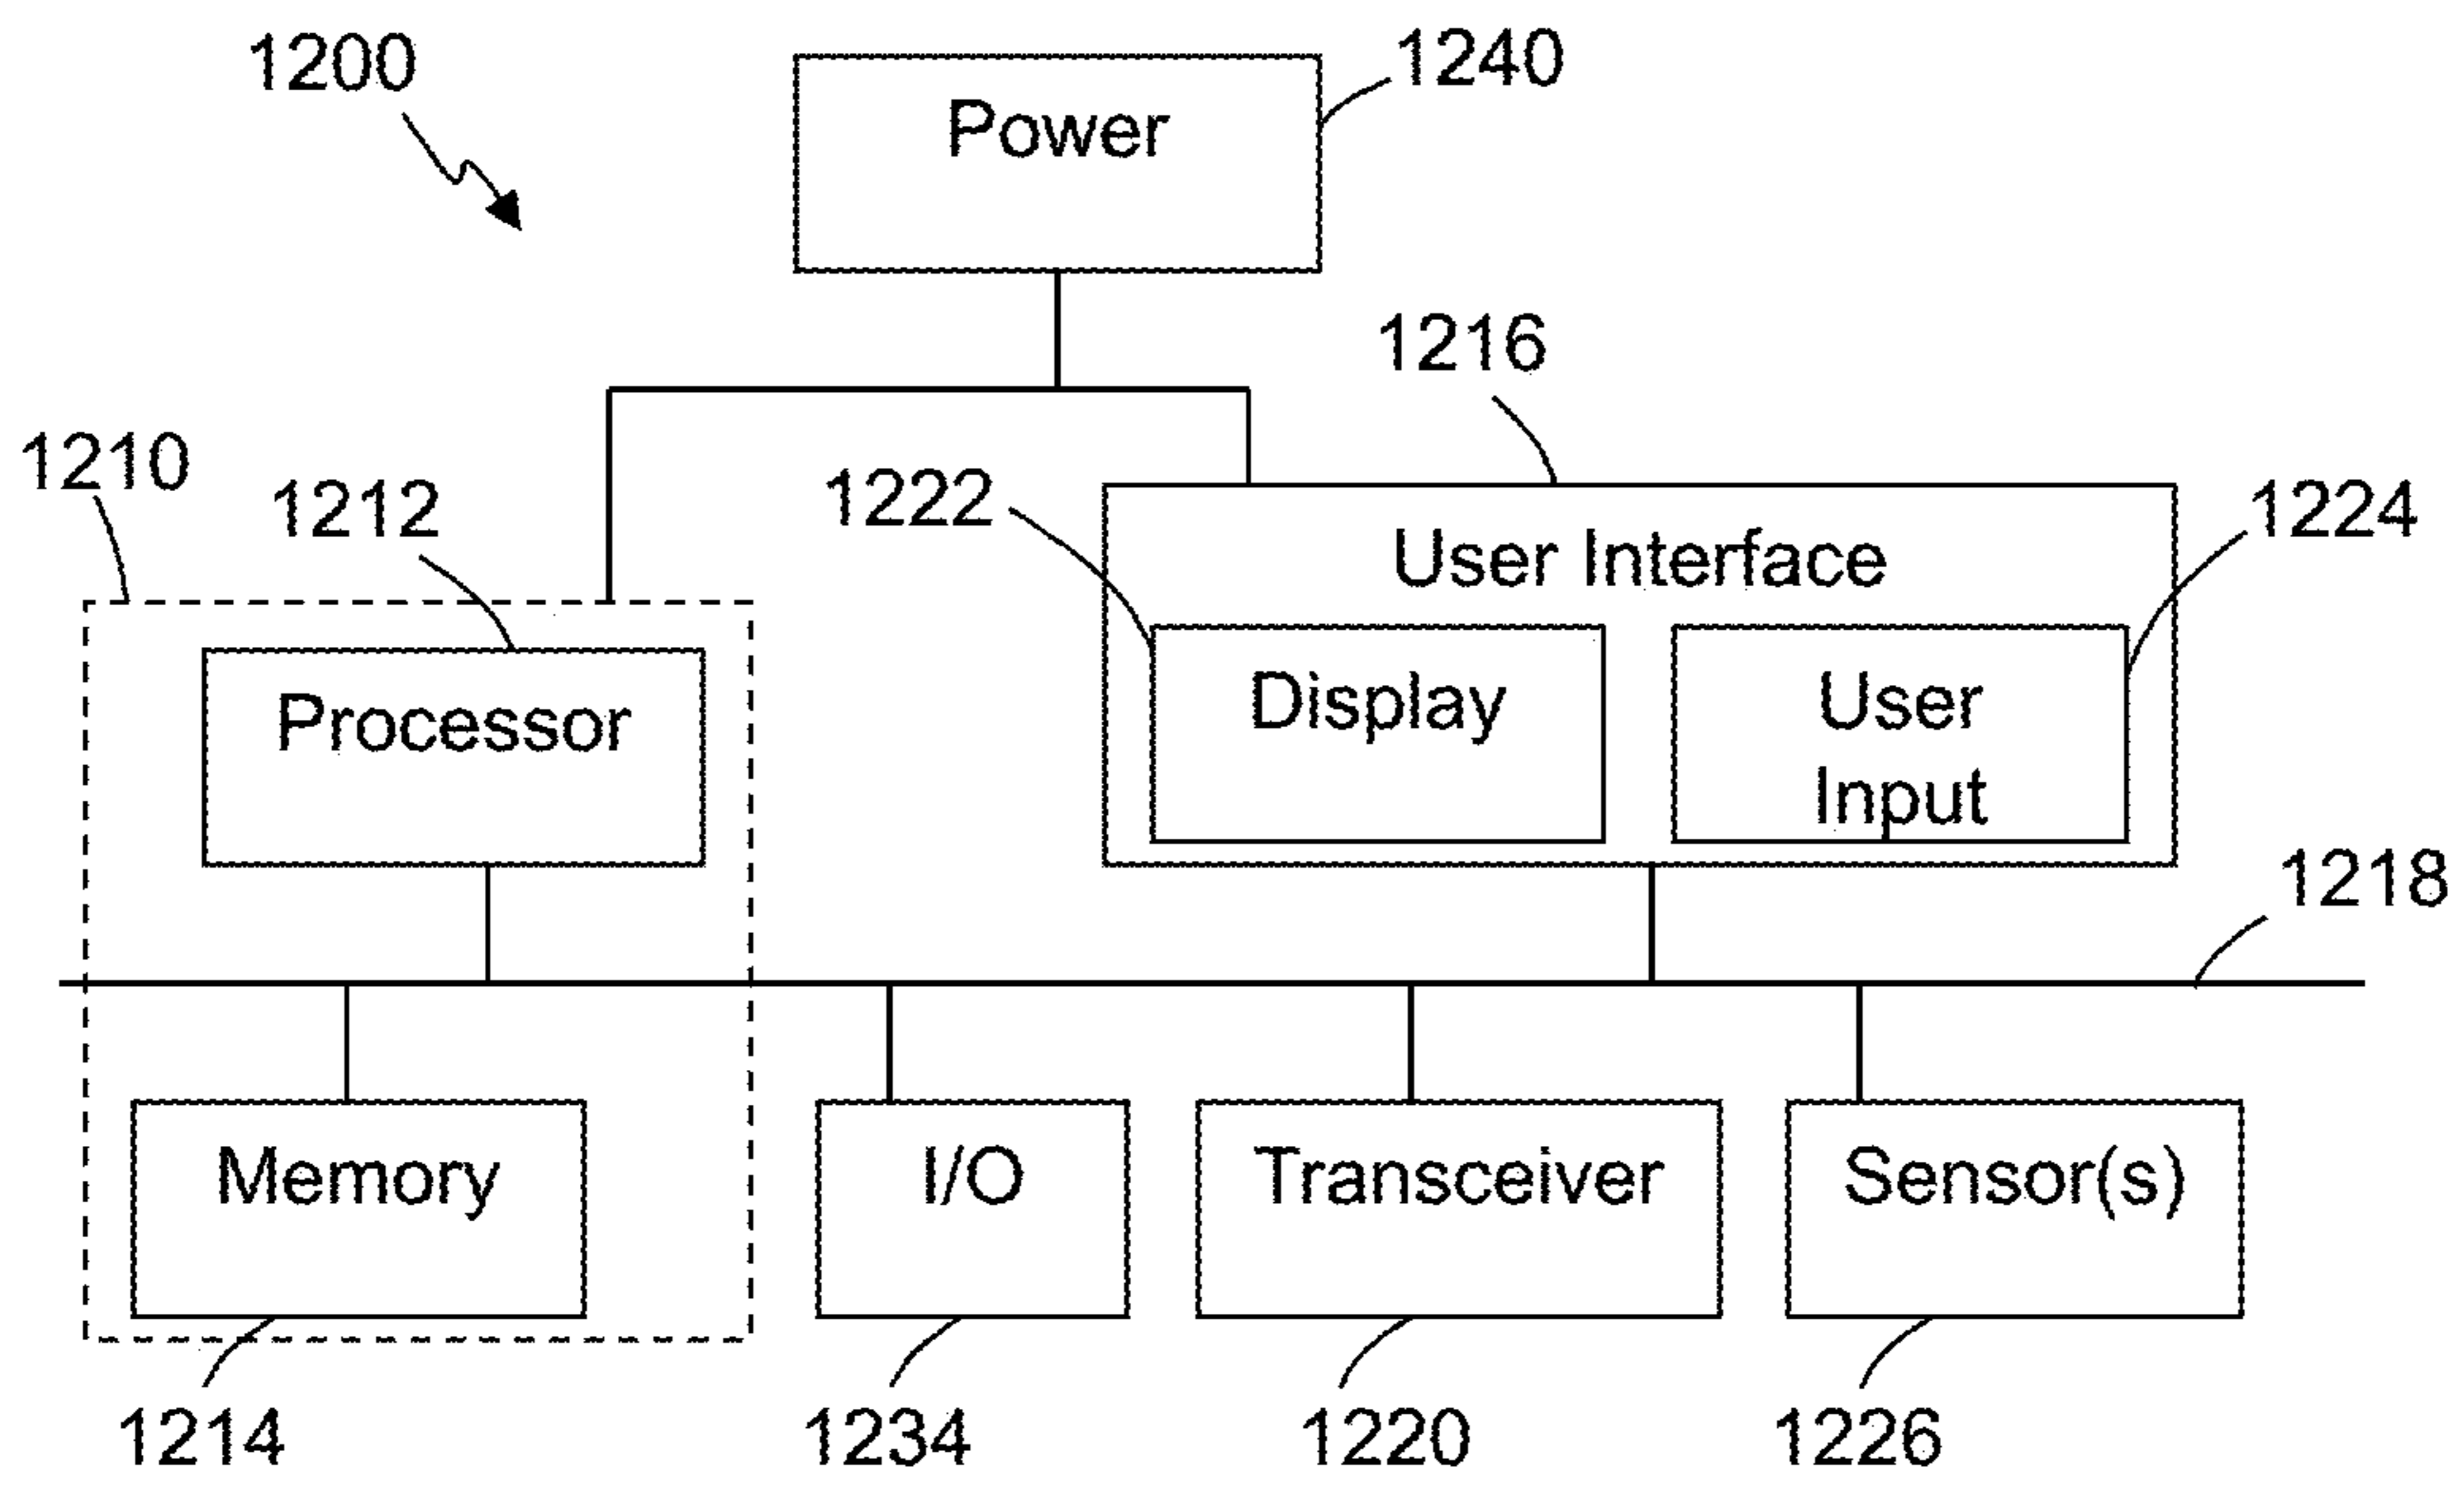 1200
1240
Power
1216
1210
1212
1222
1224
User Interface
Processor
Display
User
Input
1218
Memory
I/O
Transceiver
Sensor(s)
1214
1234
1220
1226